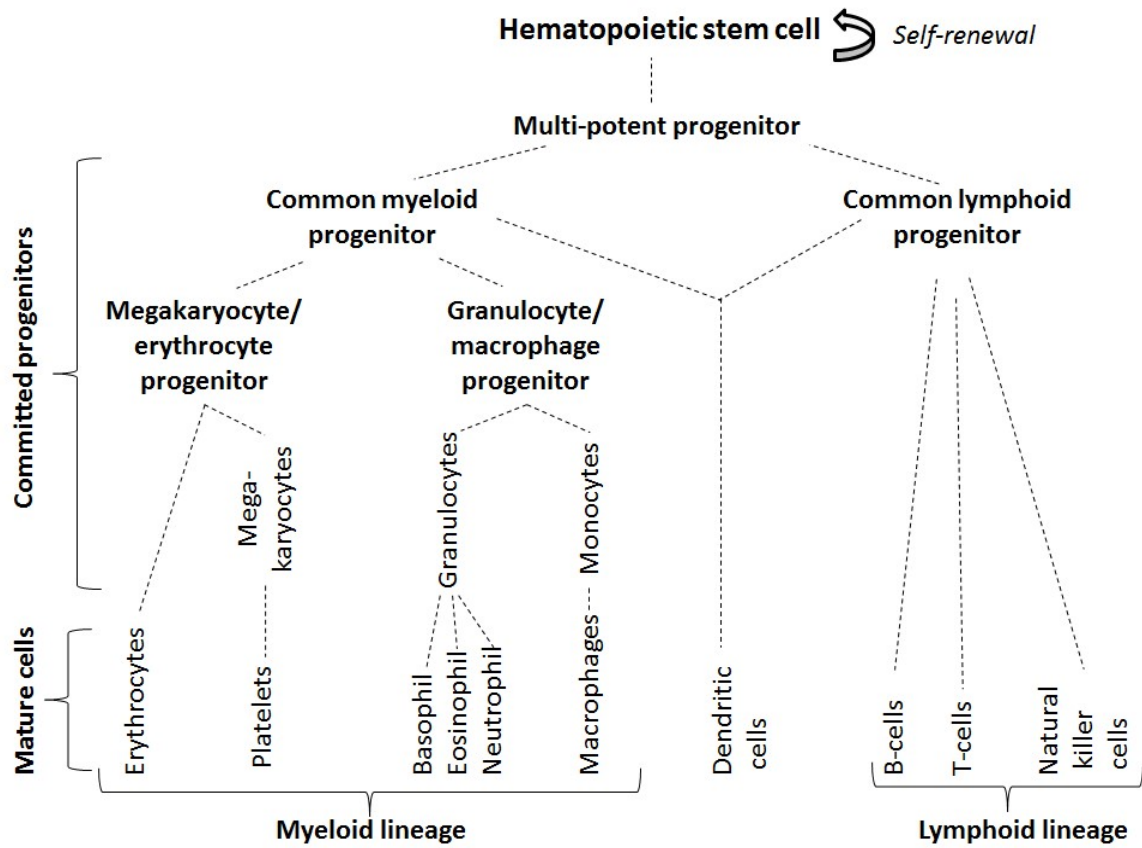 Hematopoietic stem cell
Self-renewal
Multi-potent progenitor
Common myeloid
progenitor
Common lymphoid
progenitor
Megakaryocyte/
erythrocyte
progenitor
Granulocyte/
macrophage
progenitor
Committed progenitors
Mega-
karyocytes
Granulocytes
Monocytes
Mature cells
Erythrocytes
Platelets
Basophil
Eosinophil
Neutrophil
Macrophages
Dendritic
cells
B-cells
T-cells
Natural
killer
cells
Myeloid lineage
Lymphoid lineage